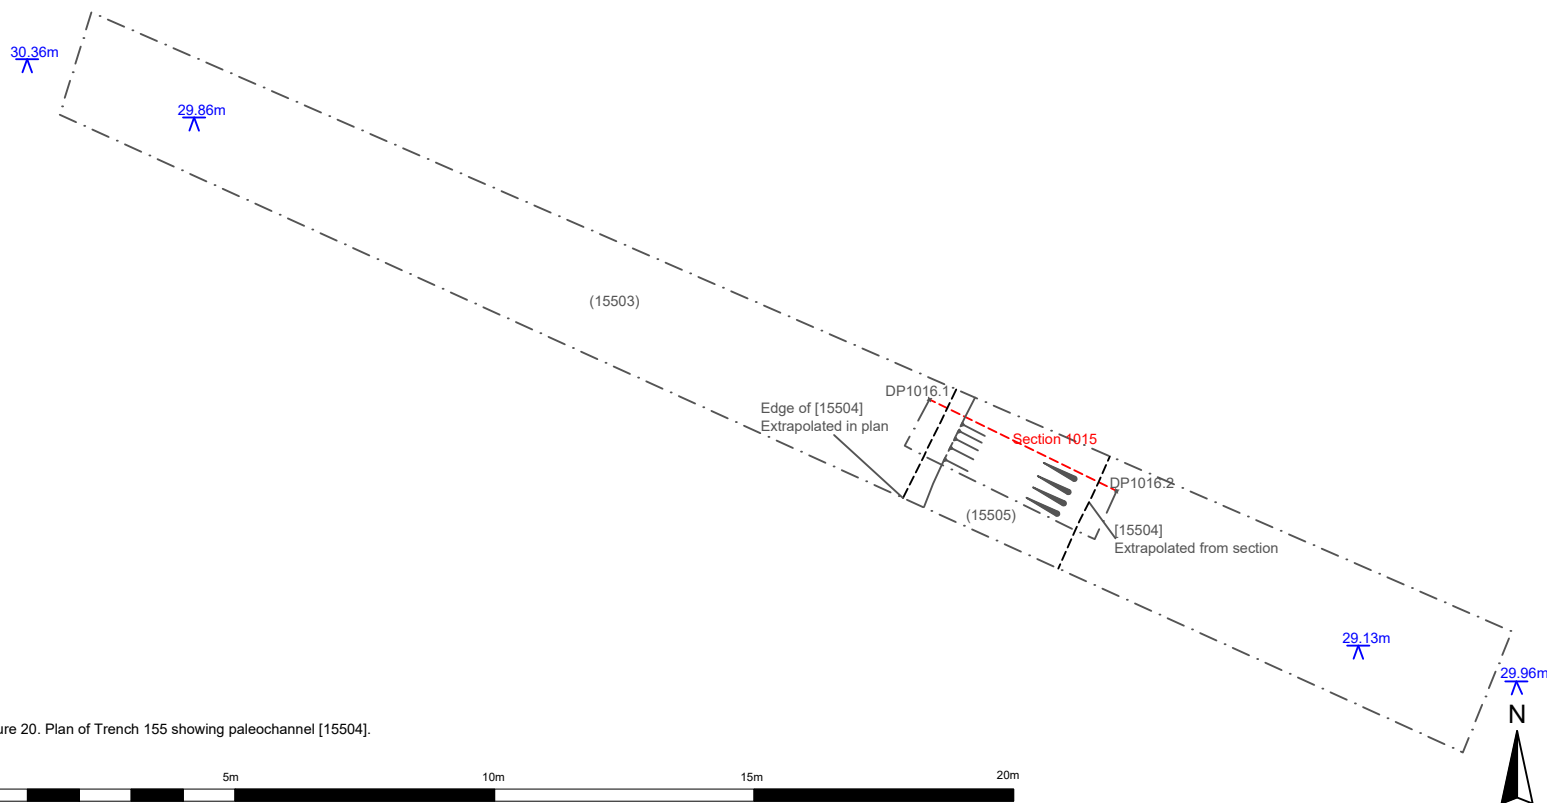 30.36m
29.86m
(15503)
DP1016.1
Edge of [15504]
Extrapolated in plan
Section 1015
DP1016.2
(15505)
[15504]
Extrapolated from section
29.13m
29.96m
N
ure 20. Plan of Trench 155 showing paleochannel [15504].
5m
10m
15m
20m